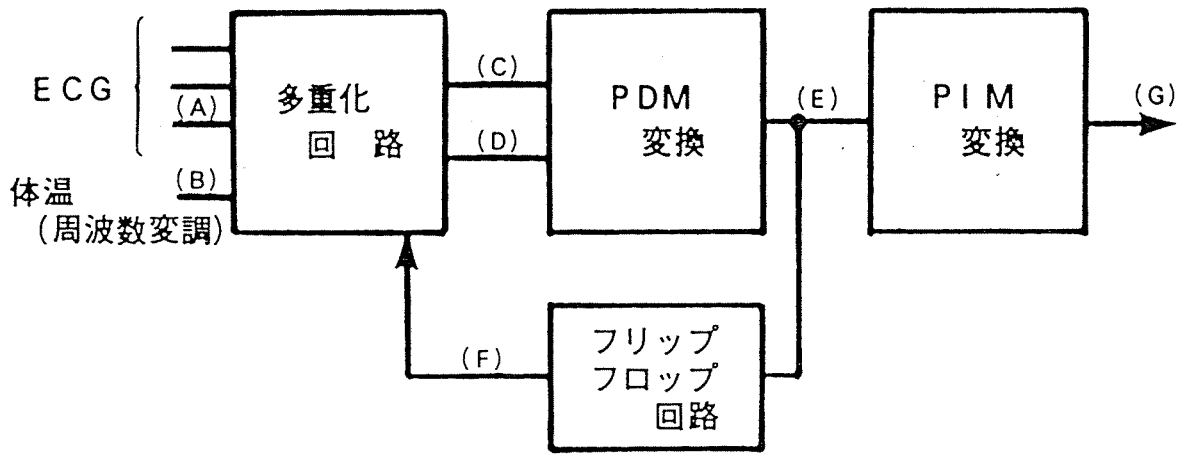 ECG
(A)
(B)
体温
(周波数変調)
多重化
回路
(C)
(D)
PDM
変換
(E)
PIM
変換
(G)
(F)
フリップ
フロップ
回路